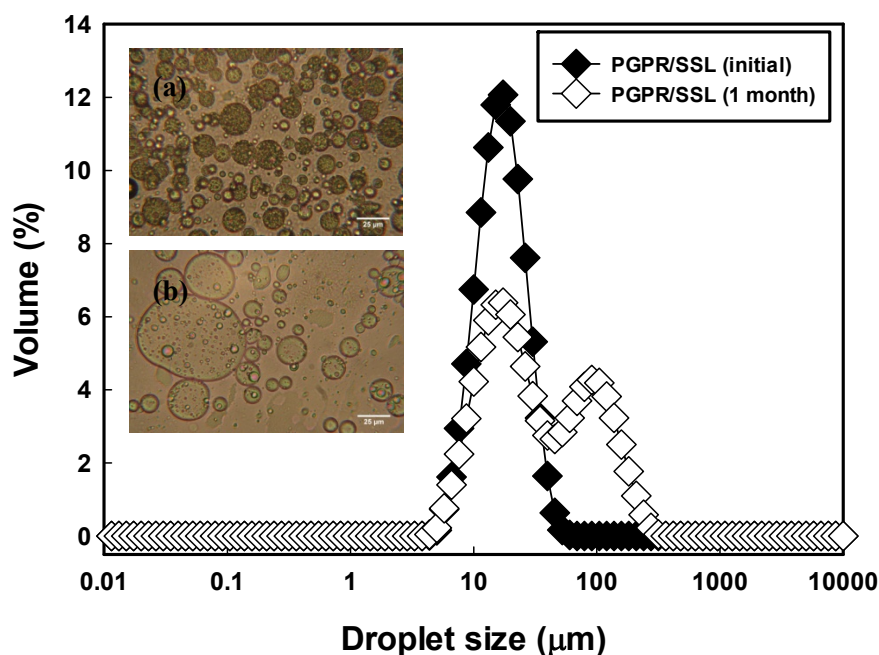 14
12
10
8
6
4
2
0
Volume (%)
(a)
25 µm
(b)
25 µm
PGPR/SSL (initial)
PGPR/SSL (1 month)
0.01 0.1 1 10 100 1000 10000
Droplet size (µm)